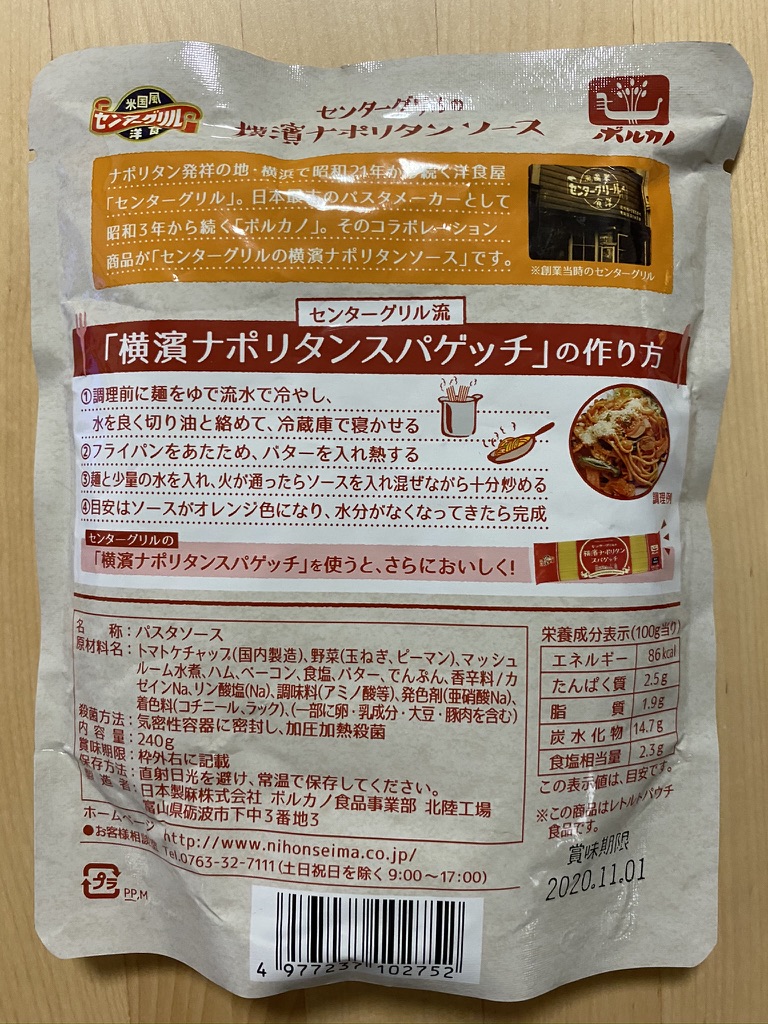 米国風
センターグリル
洋食
センターグリルの
横濱ナポリタンソース
ボルカノ
ナポリタン発祥の地・横浜で昭和21年から続く洋食屋
「センターグリル」。日本最古のパスタメーカーとして
昭和3年から続く「ボルカノ」。そのコラボレーション
商品が「センターグリルの横濱ナポリタンソース」です。
センターグリル
※創業当時のセンターグリル
センターグリル流
「横濱ナポリタンスパゲッチ」の作り方
①調理前に麺をゆで流水で冷やし、
水を良く切り油と絡めて、冷蔵庫で寝かせる
②フライパンをあたため、バターを入れ熱する
③麺と少量の水を入れ、火が通ったらソースを入れ混ぜながら十分炒める
④目安はソースがオレンジ色になり、水分がなくなってきたら完成
調理例
センターグリルの
「横濱ナポリタンスパゲッチ」を使うと、さらにおいしく!
横濱ナポリタン
スパゲッチ
名 称:パスタソース
原材料名:トマトケチャップ(国内製造)、野菜(玉ねぎ、ピーマン)、マッシュ
ルーム水煮、ハム、ベーコン、食塩、バター、でんぷん、香辛料/カ
ゼインNa、リン酸塩(Na)、調味料(アミノ酸等)、発色剤(亜硝酸Na)、
着色料(コチニール、ラック)、(一部に卵・乳成分・大豆・豚肉を含む)
殺菌方法:気密性容器に密封し、加圧加熱殺菌
内 容 量:240g
賞味期限:枠外右に記載
保存方法:直射日光を避け、常温で保存してください。
製 造 者:日本製麻株式会社 ボルカノ食品事業部 北陸工場
富山県砺波市下中3番地3
ホームページ http://www.nihonseima.co.jp/
●お客様相談室 Tel.0763-32-7111(土日祝日を除く 9:00〜17:00)
栄養成分表示(100g当り)
エネルギー 86kcal
たんぱく質 2.5g
脂 質 1.9g
炭水化物 14.7g
食塩相当量 2.3g
この表示値は、目安です。
※この商品はレトルトパウチ
食品です。
賞味期限
2020.11.01
プラ
PP,M
4 977237 102752